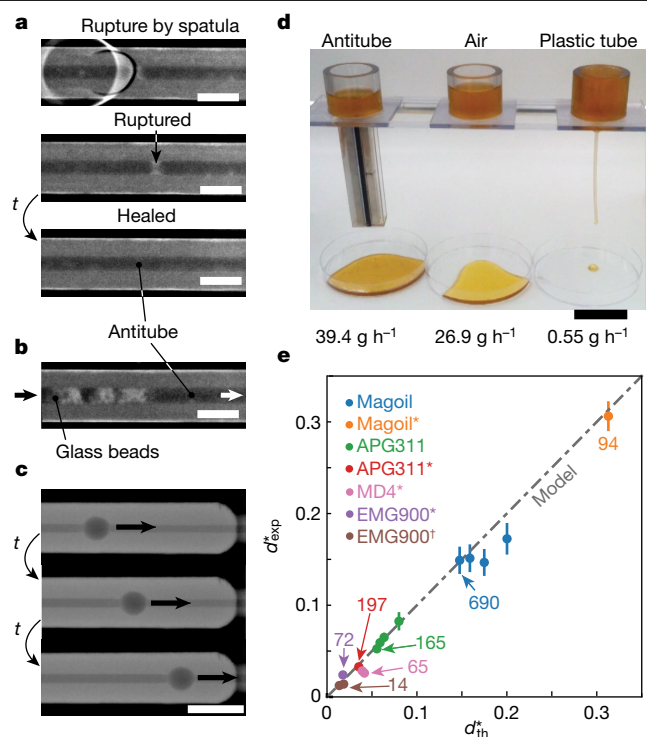 a
Rupture by spatula
Ruptured
t
Healed
Antitube
b
Glass beads
c
t
t
d
Antitube Air Plastic tube
39.4 g h⁻¹ 26.9 g h⁻¹ 0.55 g h⁻¹
e
0.3
0.2
0.1
0
d*exp
Magoil
Magoil*
APG311
APG311*
MD4*
EMG900*
EMG900†
94
Model
690
197
165
72
65
14
0 0.1 0.2 0.3
d*th